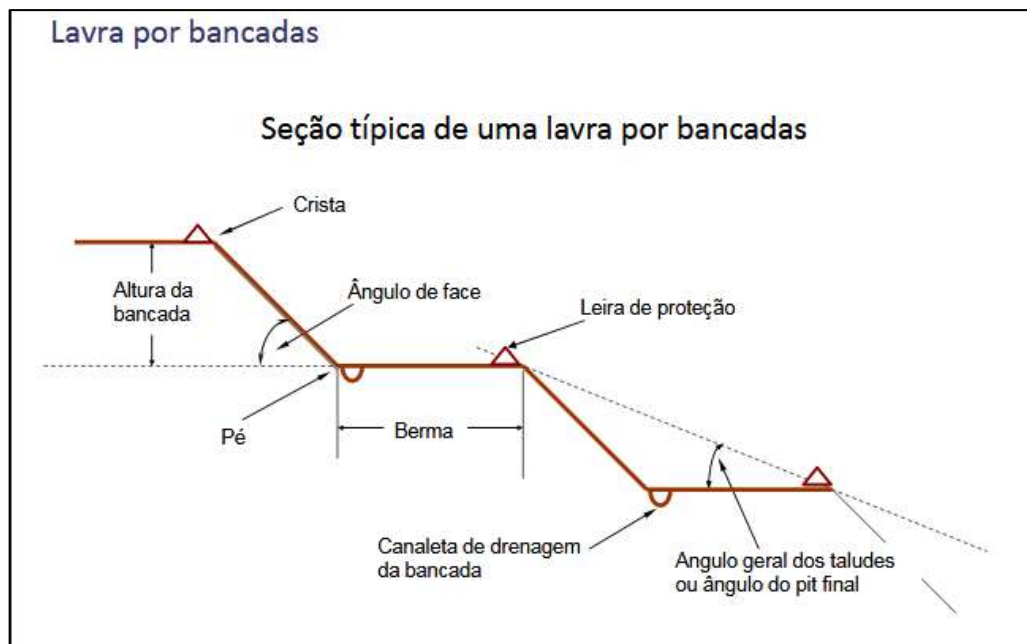 Lavra por bancadas
Seção típica de uma lavra por bancadas
Crista
Altura da
bancada
Ângulo de face
Leira de proteção
Pé
Berma
Canaleta de drenagem
da bancada
Angulo geral dos taludes
ou ângulo do pit final